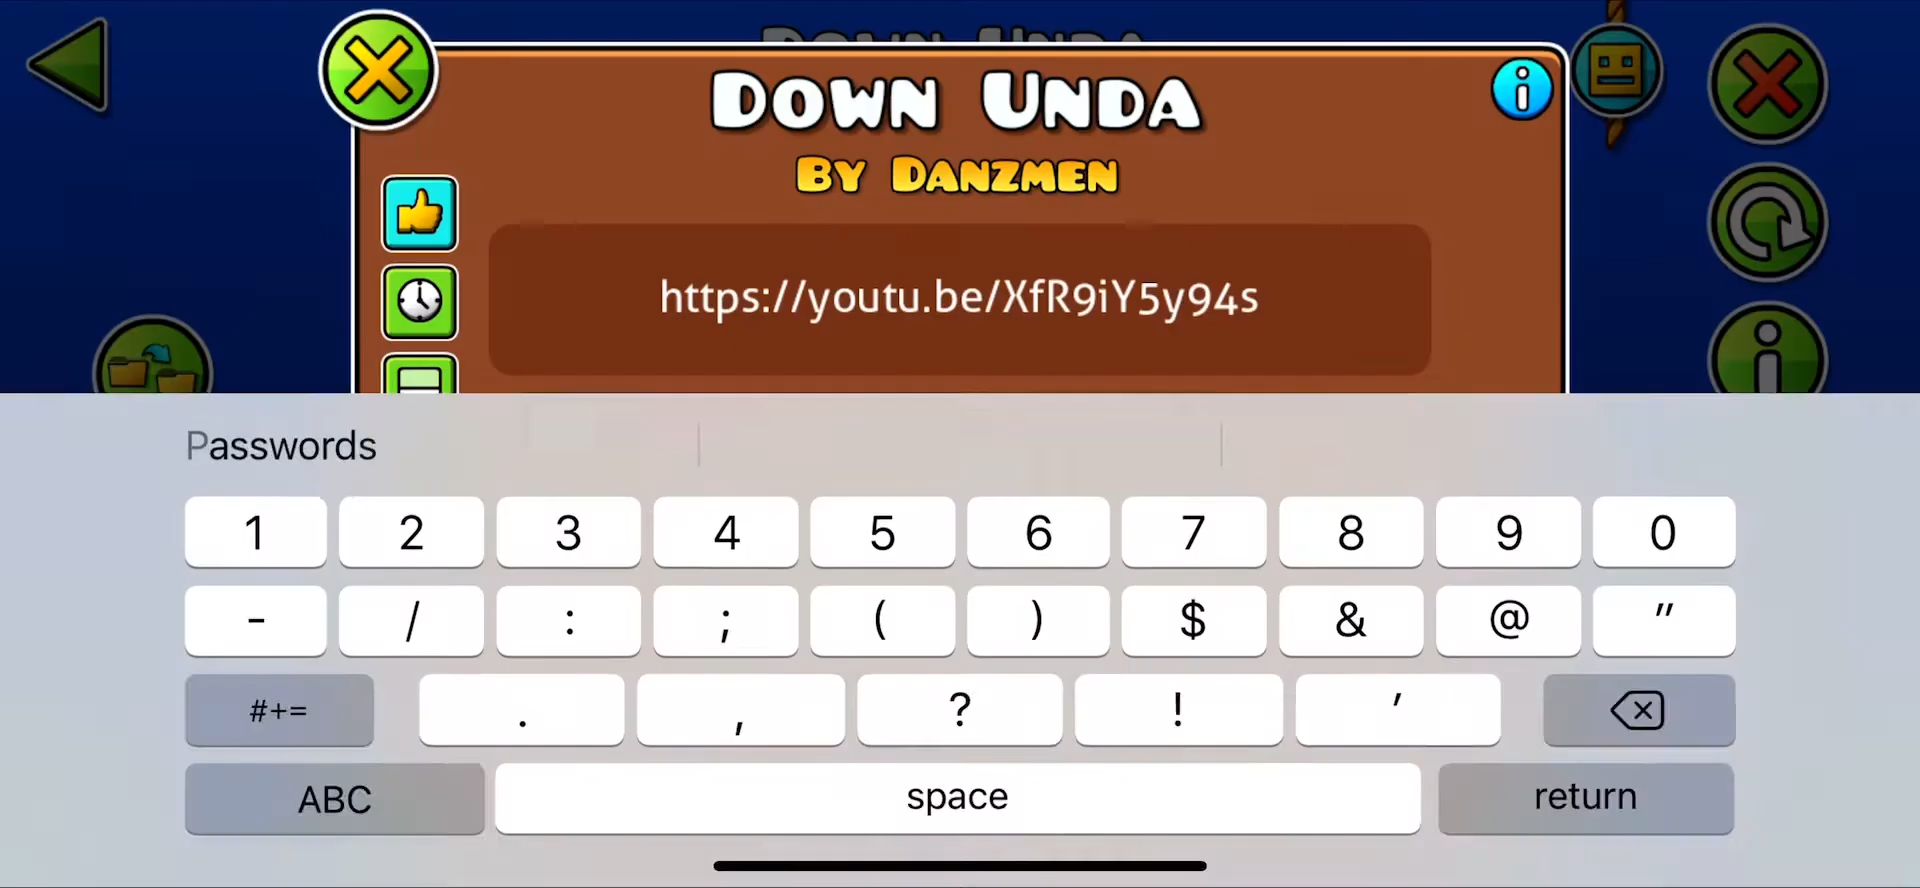 Down Unda
By Danzmen
https://youtu.be/XfR9iY5y94s
Passwords
1 2 3 4 5 6 7 8 9 0
- / : ; ( ) $ & @ "
#+= . , ? ! '
ABC space return